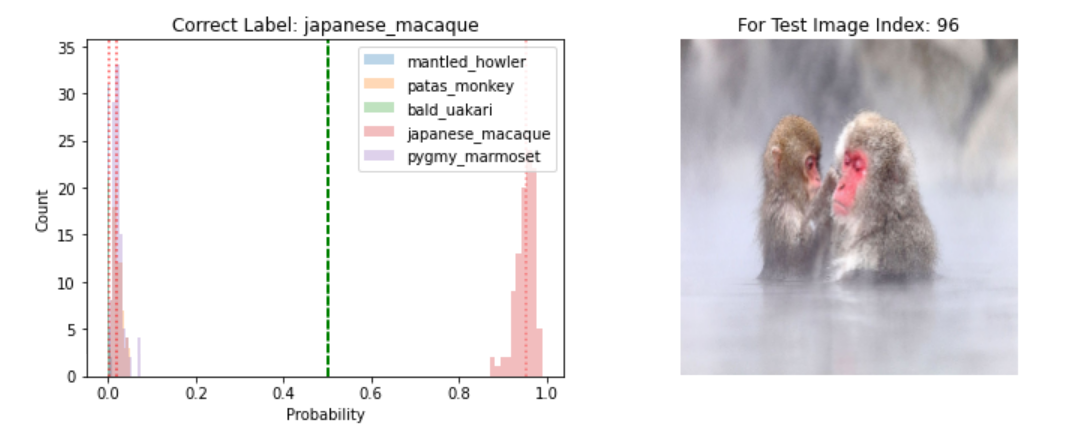 Correct Label: japanese_macaque
For Test Image Index: 96
35
30
25
20
15
10
5
0
Count
mantled_howler
patas_monkey
bald_uakari
japanese_macaque
pygmy_marmoset
0.0 0.2 0.4 0.6 0.8 1.0
Probability